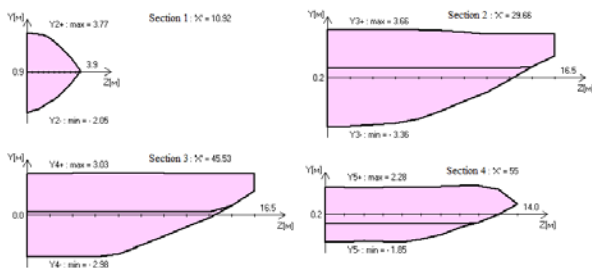 Y[м]
Y2+ : max = 3.77
Section 1 : 'X' = 10.92
0.9
3.9
Z[м]
Y2- : min = - 2.05
Y[м]
Y3+ : max = 3.66
Section 2 : 'X' = 29.66
0.2
16.5
Z[м]
Y3- : min = - 3.36
Y[м]
Y4+ : max = 3.03
Section 3 : 'X' = 45.53
0.0
16.5
Z[м]
Y4- : min = - 2.98
Y[м]
Y5+ : max = 2.28
Section 4 : 'X' = 55
0.2
14.0
Z[м]
Y5- : min = - 1.85